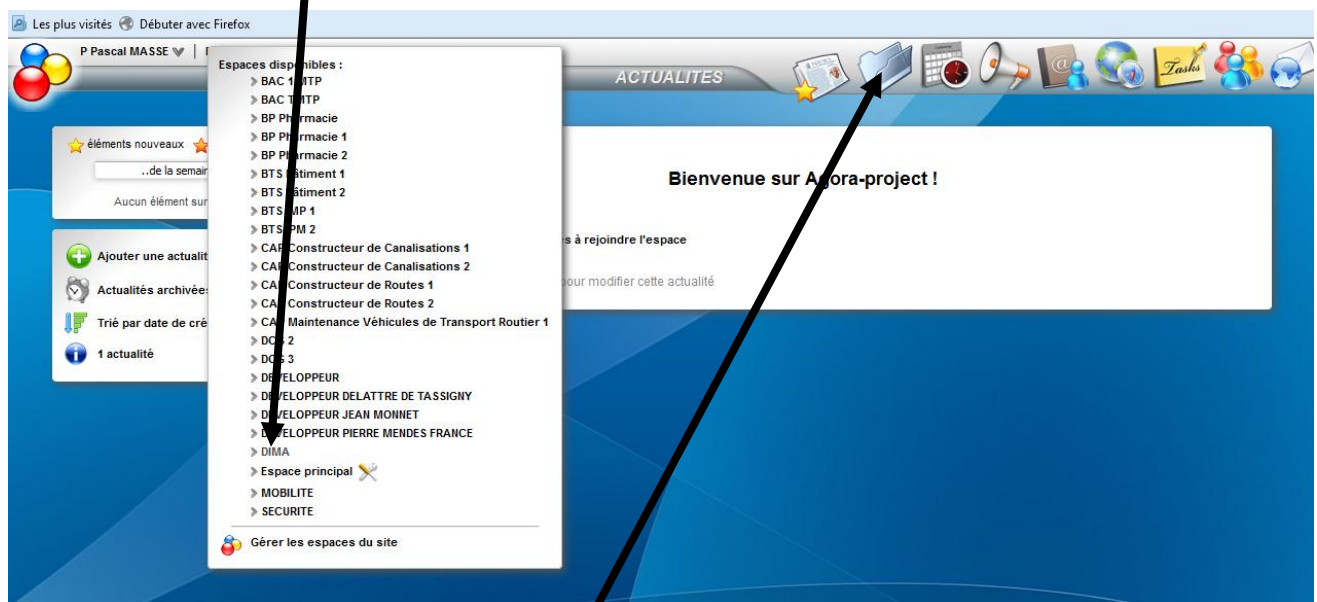 Les plus visités Débuter avec Firefox
P Pascal MASSE
ACTUALITES
Tasks
Espaces disponibles :
BAC 1 MTP
BAC T MTP
BP Pharmacie
BP Pharmacie 1
BP Pharmacie 2
BTS Bâtiment 1
BTS Bâtiment 2
BTS MP 1
BTS PM 2
CAP Constructeur de Canalisations 1
CAP Constructeur de Canalisations 2
CAP Constructeur de Routes 1
CAP Constructeur de Routes 2
CAP Maintenance Véhicules de Transport Routier 1
DCG 2
DCG 3
DEVELOPPEUR
DEVELOPPEUR DELATTRE DE TASSIGNY
DEVELOPPEUR JEAN MONNET
DEVELOPPEUR PIERRE MENDES FRANCE
DIMA
Espace principal
MOBILITE
SECURITE
Gérer les espaces du site
éléments nouveaux
..de la semain
Aucun élément sur
Ajouter une actualit
Actualités archivées
Trié par date de cré
1 actualité
Bienvenue sur Agora-project !
s à rejoindre l'espace
pour modifier cette actualité